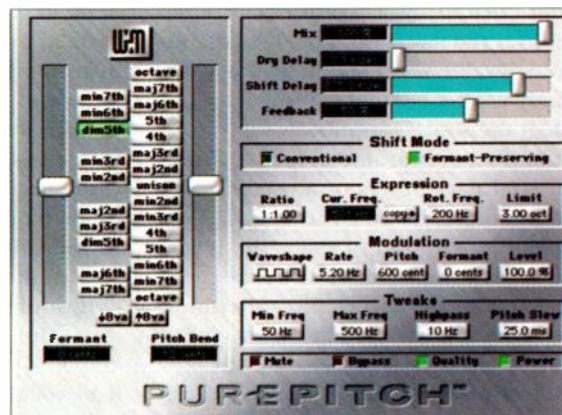 Wm
octave
min7th maj7th
min6th maj6th
dim5th 5th
4th
min3rd maj3rd
min2nd maj2nd
unison
maj2nd min2nd
maj3rd min3rd
dim5th 4th
5th
maj6th min6th
maj7th min7th
octave
↓8va ↑8va
Formant Pitch Bend
Mix
Dry Delay
Shift Delay
Feedback
Shift Mode
Conventional Formant-Preserving
Expression
Ratio Cur. Freq. Ret. Freq. Limit
1:1.00 copy→ 200 Hz 3.00 oct
Modulation
Waveshape Rate Pitch Formant Level
5.20 Hz 600 cent 0 cents 100.0 %
Tweaks
Min Freq Max Freq Highpass Pitch Slew
50 Hz 500 Hz 10 Hz 25.0 ms
Mute Bypass Quality Power
PUREPITCH™